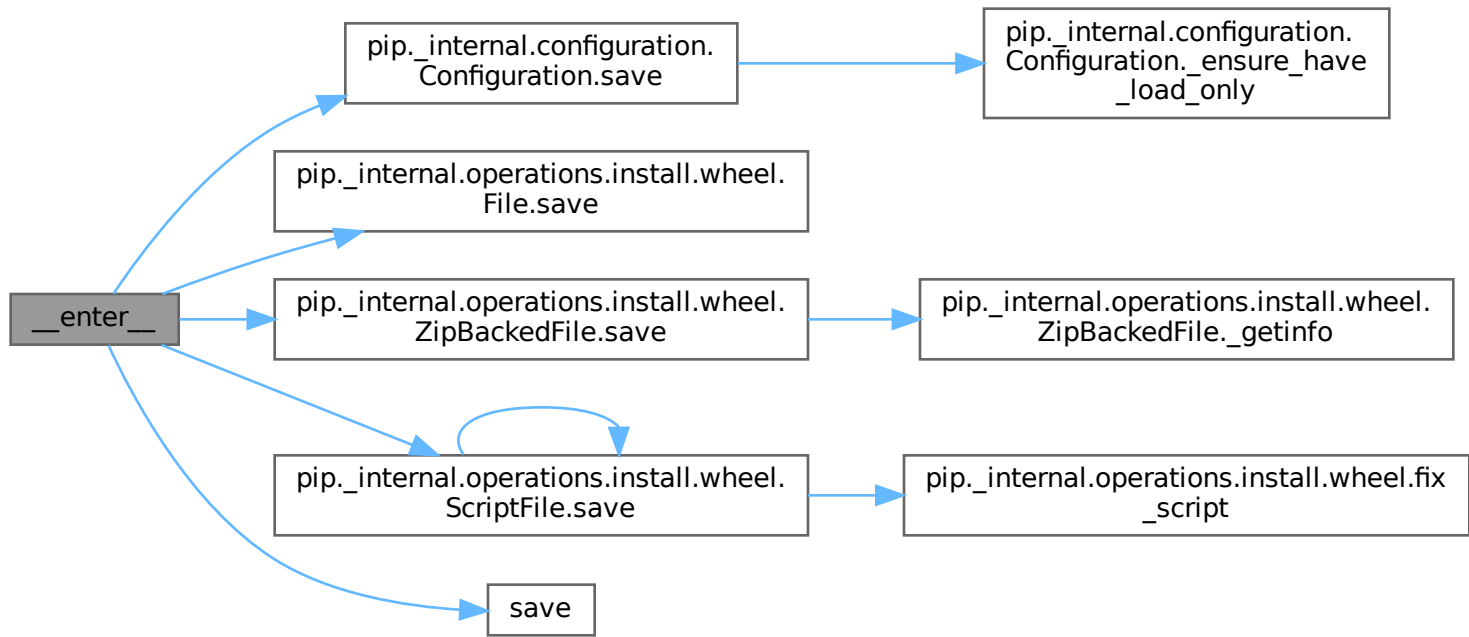 pip._internal.configuration.
Configuration.save
pip._internal.configuration.
Configuration._ensure_have
_load_only
pip._internal.operations.install.wheel.
File.save
__enter__
pip._internal.operations.install.wheel.
ZipBackedFile.save
pip._internal.operations.install.wheel.
ZipBackedFile._getinfo
pip._internal.operations.install.wheel.
ScriptFile.save
pip._internal.operations.install.wheel.fix
_script
save